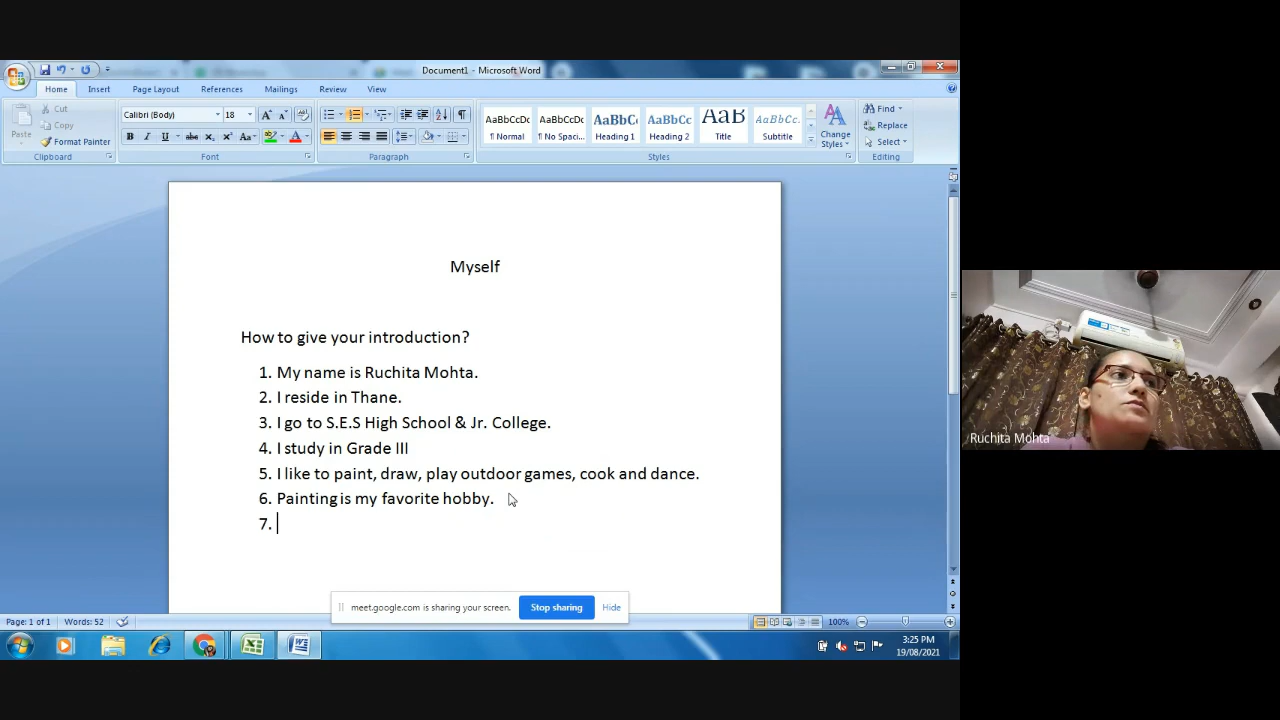 Document1 - Microsoft Word
Home Insert Page Layout References Mailings Review View
Paste
Cut
Copy
Format Painter
Clipboard
Calibri (Body) 18
Font
Paragraph
AaBbCcDc AaBbCcDc AaBbC AaBbCc AaB AaBbCc.
¶ Normal ¶ No Spaci... Heading 1 Heading 2 Title Subtitle
Change Styles
Styles
Find
Replace
Select
Editing
Myself
How to give your introduction?
1. My name is Ruchita Mohta.
2. I reside in Thane.
3. I go to S.E.S High School & Jr. College.
4. I study in Grade III
5. I like to paint, draw, play outdoor games, cook and dance.
6. Painting is my favorite hobby.
7.
meet.google.com is sharing your screen. Stop sharing Hide
Page: 1 of 1 Words: 52 100%
3:25 PM
19/08/2021
Ruchita Mohta